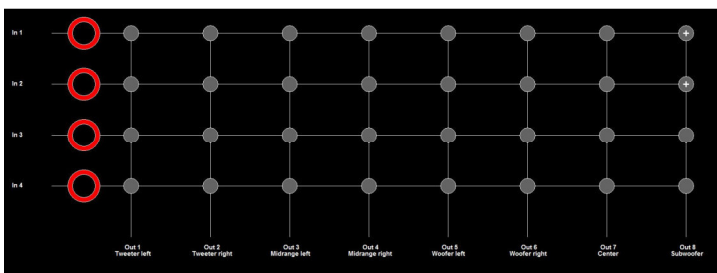 In 1
+
In 2
+
In 3
In 4
Out 1
Tweeter left
Out 2
Tweeter right
Out 3
Midrange left
Out 4
Midrange right
Out 5
Woofer left
Out 6
Woofer right
Out 7
Center
Out 8
Subwoofer